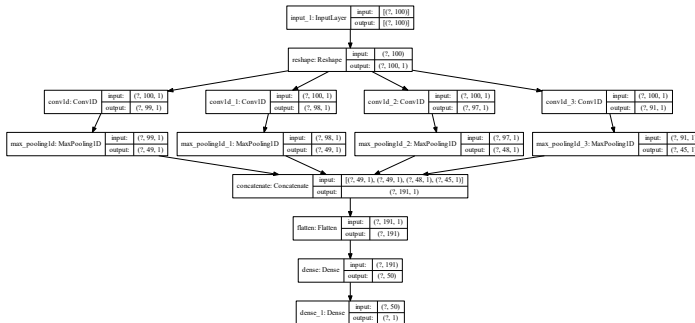 input_1: InputLayer
input: [(?, 100)]
output: [(?, 100)]
reshape: Reshape
input: (?, 100)
output: (?, 100, 1)
conv1d: Conv1D
input: (?, 100, 1)
output: (?, 99, 1)
conv1d_1: Conv1D
input: (?, 100, 1)
output: (?, 98, 1)
conv1d_2: Conv1D
input: (?, 100, 1)
output: (?, 97, 1)
conv1d_3: Conv1D
input: (?, 100, 1)
output: (?, 91, 1)
max_pooling1d: MaxPooling1D
input: (?, 99, 1)
output: (?, 49, 1)
max_pooling1d_1: MaxPooling1D
input: (?, 98, 1)
output: (?, 49, 1)
max_pooling1d_2: MaxPooling1D
input: (?, 97, 1)
output: (?, 48, 1)
max_pooling1d_3: MaxPooling1D
input: (?, 91, 1)
output: (?, 45, 1)
concatenate: Concatenate
input: [(?, 49, 1), (?, 49, 1), (?, 48, 1), (?, 45, 1)]
output: (?, 191, 1)
flatten: Flatten
input: (?, 191, 1)
output: (?, 191)
dense: Dense
input: (?, 191)
output: (?, 50)
dense_1: Dense
input: (?, 50)
output: (?, 1)